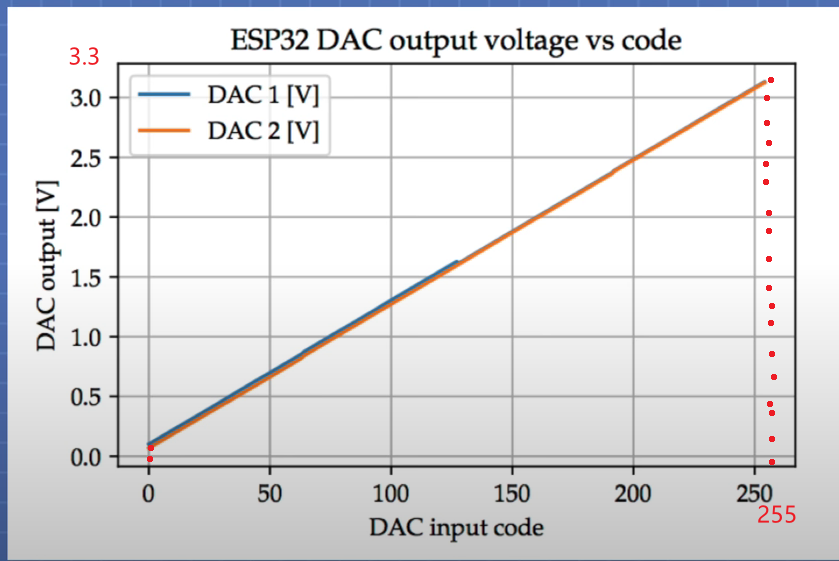 ESP32 DAC output voltage vs code
3.3
DAC 1 [V]
DAC 2 [V]
3.0
2.5
2.0
1.5
1.0
0.5
0.0
DAC output [V]
0 50 100 150 200 250
255
DAC input code